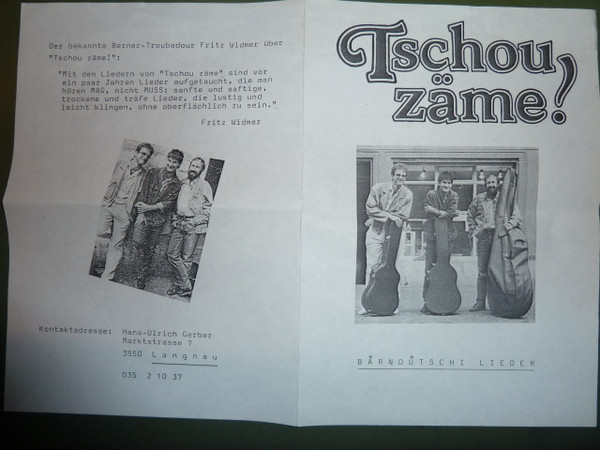 Der bekannte Berner-Troubadour Fritz Widmer über
"Tschou zäme!":
"Mit den Liedern von "Tschou zäme" sind vor
ein paar Jahren Lieder aufgetaucht, die man
hören MAG, nicht MUSS: sanfte und saftige,
trockene und träfe Lieder, die lustig und
leicht klingen, ohne oberflächlich zu sein."
Fritz Widmer
Kontaktadresse: Hans-Ulrich Gerber
Marktstrasse 7
3550 Langnau
035 2 10 37
Tschou
zäme!
BÄRNDÜTSCHI LIEDER